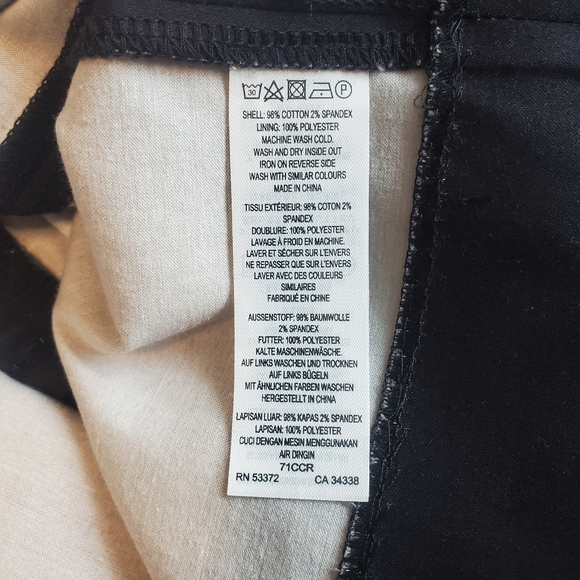 30 P
SHELL: 98% COTTON 2% SPANDEX
LINING: 100% POLYESTER
MACHINE WASH COLD.
WASH AND DRY INSIDE OUT
IRON ON REVERSE SIDE
WASH WITH SIMILAR COLOURS
MADE IN CHINA
TISSU EXTÉRIEUR: 98% COTON 2%
SPANDEX
DOUBLURE: 100% POLYESTER
LAVAGE À FROID EN MACHINE.
LAVER ET SÉCHER SUR L'ENVERS
NE REPASSER QUE SUR L'ENVERS
LAVER AVEC DES COULEURS
SIMILAIRES
FABRIQUÉ EN CHINE
AUSSENSTOFF: 98% BAUMWOLLE
2% SPANDEX
FUTTER: 100% POLYESTER
KALTE MASCHINENWÄSCHE.
AUF LINKS WASCHEN UND TROCKNEN
AUF LINKS BÜGELN
MIT ÄHNLICHEN FARBEN WASCHEN
HERGESTELLT IN CHINA
LAPISAN LUAR: 98% KAPAS 2% SPANDEX
LAPISAN: 100% POLYESTER
CUCI DENGAN MESIN MENGGUNAKAN
AIR DINGIN
71CCR
RN 53372 CA 34338